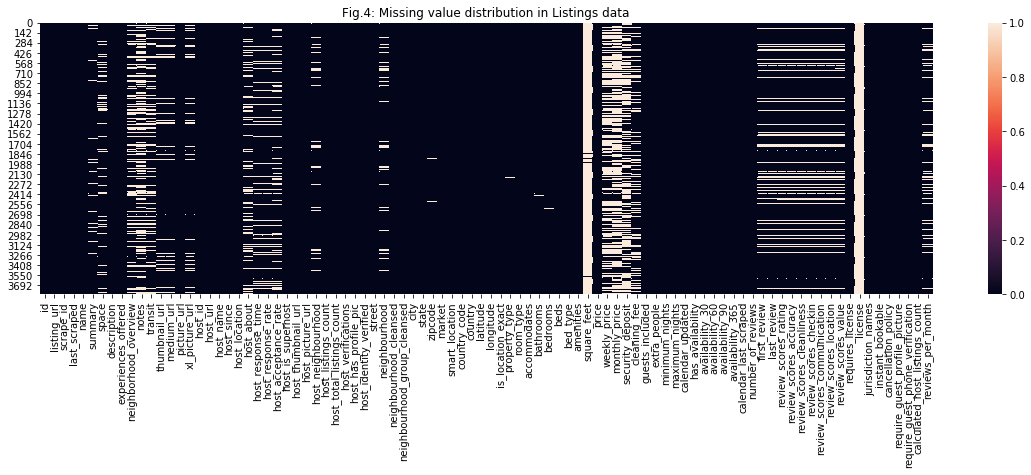 Fig.4: Missing value distribution in Listings data
0
142
284
426
568
710
852
994
1136
1278
1420
1562
1704
1846
1988
2130
2272
2414
2556
2698
2840
2982
3124
3266
3408
3550
3692
1.0
0.8
0.6
0.4
0.2
0.0
id
listing_url
scrape_id
last_scraped
name
summary
space
description
experiences_offered
neighborhood_overview
notes
transit
thumbnail_url
medium_url
picture_url
xl_picture_url
host_id
host_url
host_name
host_since
host_location
host_about
host_response_time
host_response_rate
host_acceptance_rate
host_is_superhost
host_thumbnail_url
host_picture_url
host_neighbourhood
host_listings_count
host_total_listings_count
host_verifications
host_has_profile_pic
host_identity_verified
street
neighbourhood
neighbourhood_cleansed
neighbourhood_group_cleansed
city
state
zipcode
market
smart_location
country_code
country
latitude
longitude
is_location_exact
property_type
room_type
accommodates
bathrooms
bedrooms
beds
bed_type
amenities
square_feet
price
weekly_price
monthly_price
security_deposit
cleaning_fee
guests_included
extra_people
minimum_nights
maximum_nights
calendar_updated
has_availability
availability_30
availability_60
availability_90
availability_365
calendar_last_scraped
number_of_reviews
first_review
last_review
review_scores_rating
review_scores_accuracy
review_scores_cleanliness
review_scores_checkin
review_scores_communication
review_scores_location
review_scores_value
requires_license
license
jurisdiction_names
instant_bookable
cancellation_policy
require_guest_profile_picture
require_guest_phone_verification
calculated_host_listings_count
reviews_per_month